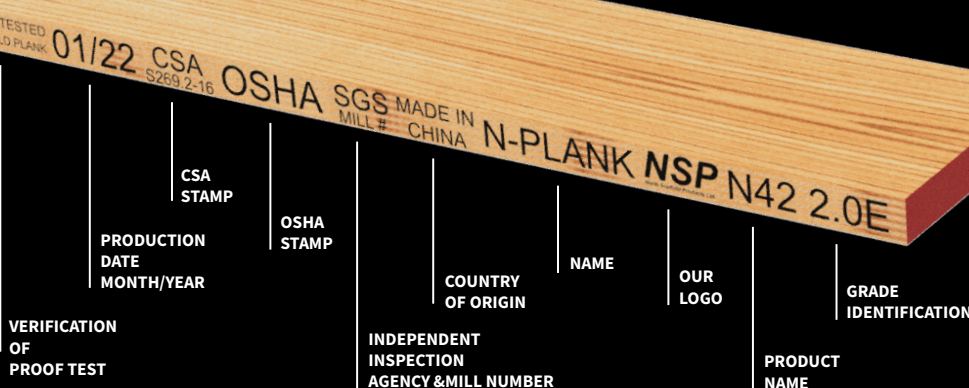 TESTED
LD PLANK
01/22
CSA
S269.2-16
OSHA
SGS
MILL #
MADE IN
CHINA
N-PLANK
NSP
N42 2.0E
CSA
STAMP
OSHA
STAMP
PRODUCTION
DATE
MONTH/YEAR
NAME
COUNTRY
OF ORIGIN
OUR
LOGO
GRADE
IDENTIFICATION
VERIFICATION
OF
PROOF TEST
INDEPENDENT
INSPECTION
AGENCY &MILL NUMBER
PRODUCT
NAME